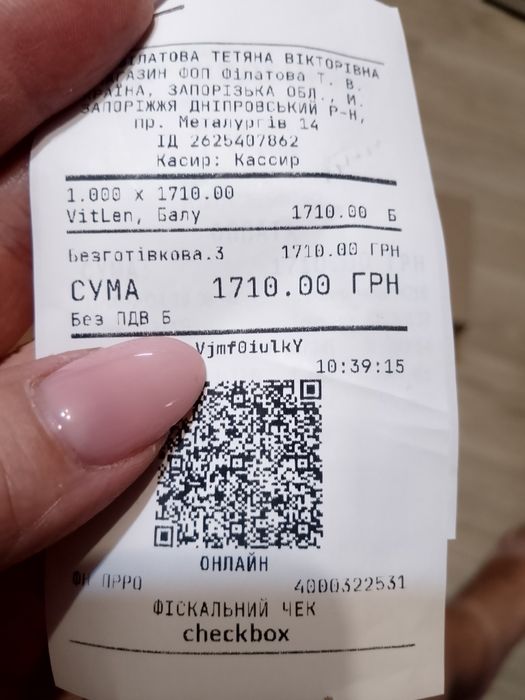 ІЛАТОВА ТЕТЯНА ВІКТОРІВНА
МАГАЗИН ФОП Філатова Т. В.
УКРАЇНА, ЗАПОРІЗЬКА ОБЛ., М.
ЗАПОРІЖЖЯ ДНІПРОВСЬКИЙ Р-Н,
пр. Металургів 14
ІД 2625407862
Касир: Кассир
1.000 x 1710.00
VitLen, Балу 1710.00 Б
Безготівкова.3 1710.00 ГРН
СУМА 1710.00 ГРН
Без ПДВ Б
Vjmf0iulkY
10:39:15
ОНЛАЙН
ФН ПРРО 4000322531
ФІСКАЛЬНИЙ ЧЕК
checkbox